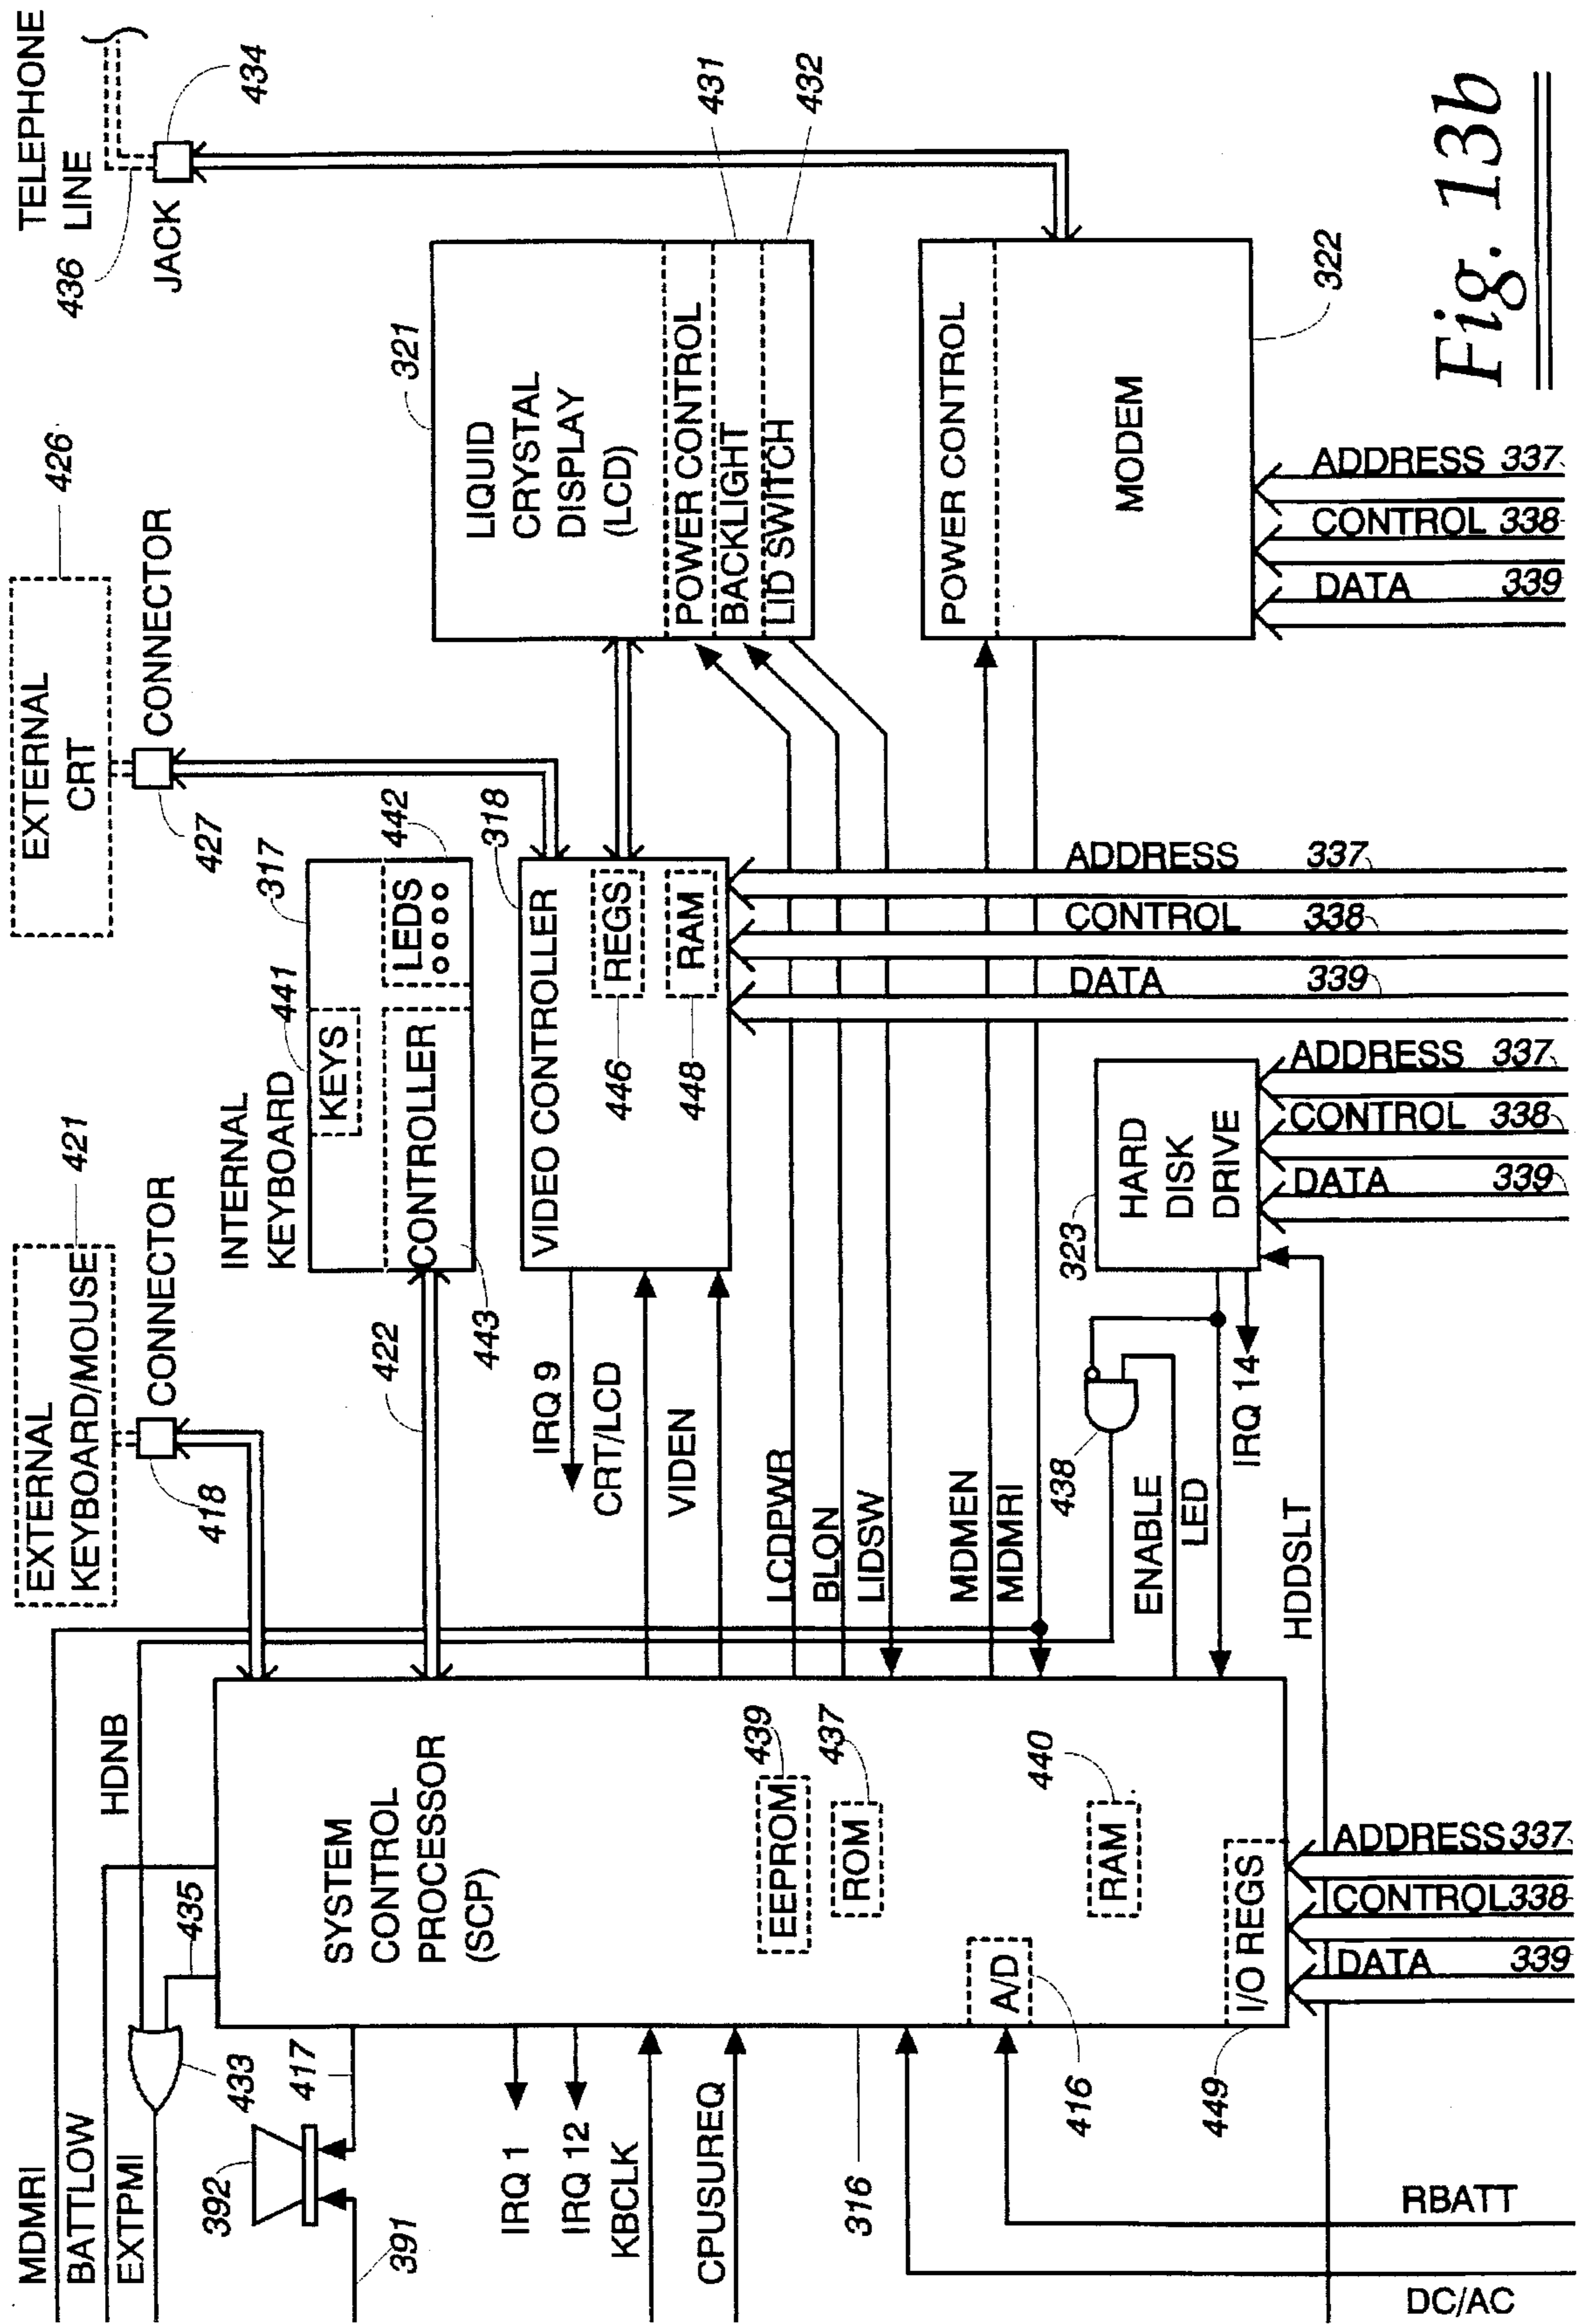 MDMRI
BATTLOW
EXTPMI
HDNB
435
433
392
417
391
IRQ 1
IRQ 12
KBCLK
CPUSUREQ
316
416
449
RBATT
DC/AC
SYSTEM
CONTROL
PROCESSOR
(SCP)
EEPROM
439
ROM
437
RAM
440
A/D
I/O REGS
ADDRESS 337
CONTROL 338
DATA 339
EXTERNAL
KEYBOARD/MOUSE
421
CONNECTOR
418
INTERNAL
KEYBOARD
441
317
KEYS
LEDS
442
CONTROLLER
443
422
IRQ 9
CRT/LCD
VIDEN
LCDPWR
BLON
LIDSW
MDMEN
MDMRI
438
ENABLE
LED
IRQ 14
HDDSLT
EXTERNAL
CRT
426
CONNECTOR
427
VIDEO CONTROLLER
318
REGS
446
RAM
448
ADDRESS 337
CONTROL 338
DATA 339
HARD
DISK
DRIVE
323
ADDRESS 337
CONTROL 338
DATA 339
TELEPHONE
LINE
436
JACK
434
LIQUID
CRYSTAL
DISPLAY
(LCD)
321
POWER CONTROL
BACKLIGHT
LID SWITCH
431
432
POWER CONTROL
MODEM
322
ADDRESS 337
CONTROL 338
DATA 339
Fig. 13b